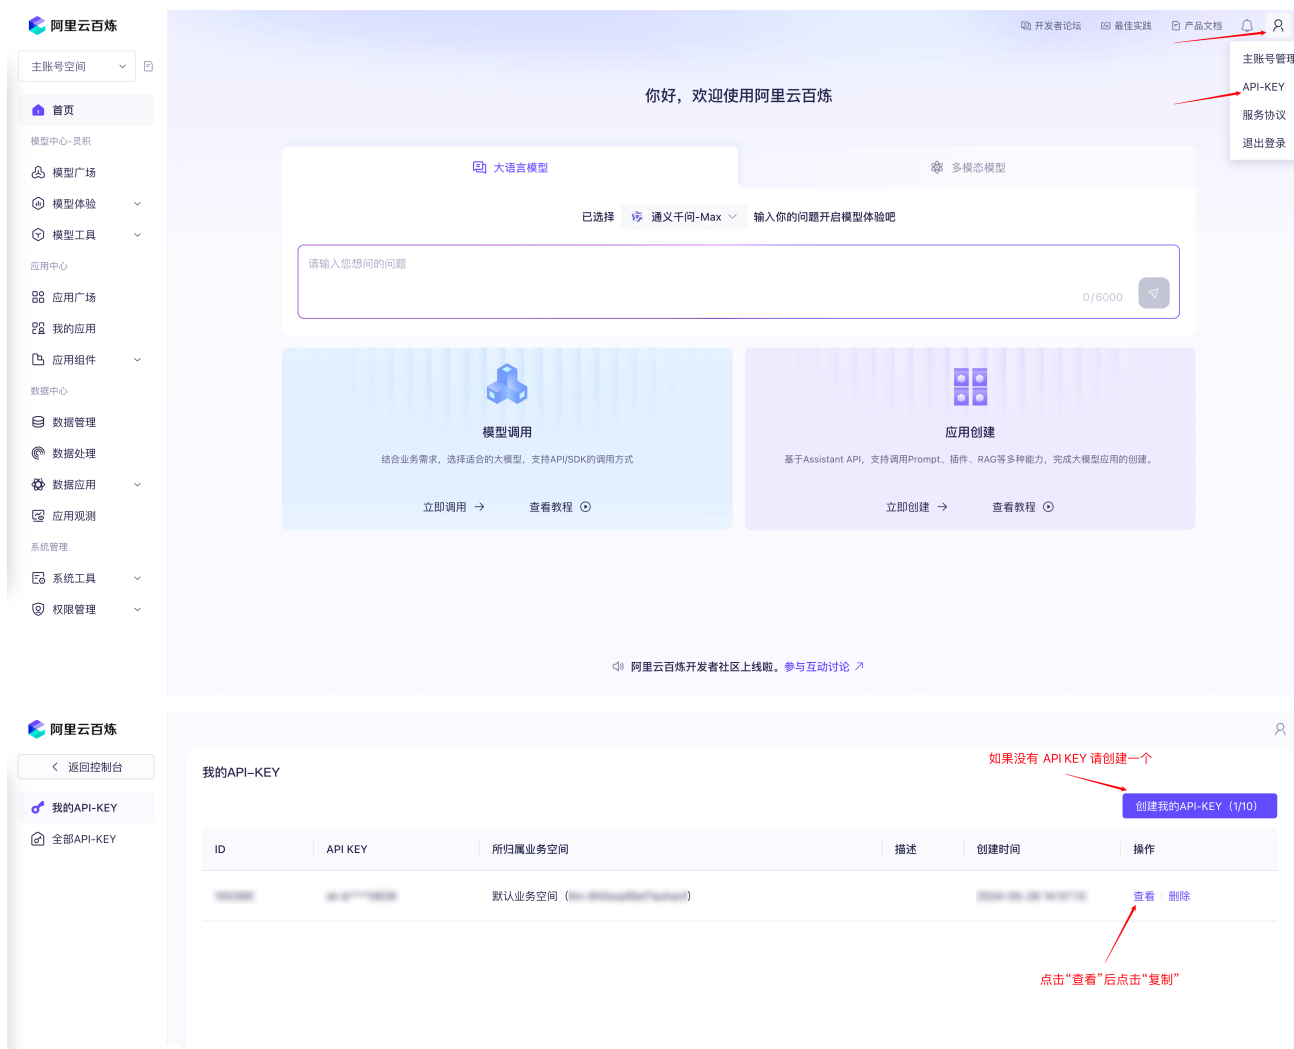 阿里云百炼
开发者论坛 最佳实践 产品文档
主账号空间
主账号管理
API-KEY
服务协议
退出登录
首页
模型中心-灵积
模型广场
模型体验
模型工具
应用中心
应用广场
我的应用
应用组件
数据中心
数据管理
数据处理
数据应用
应用观测
系统管理
系统工具
权限管理
你好，欢迎使用阿里云百炼
大语言模型
多模态模型
已选择 通义千问-Max 输入你的问题开启模型体验吧
请输入您想问的问题
0/6000
模型调用
结合业务需求，选择适合的大模型，支持API/SDK的调用方式
立即调用 → 查看教程
应用创建
基于Assistant API，支持调用Prompt、插件、RAG等多种能力，完成大模型应用的创建。
立即创建 → 查看教程
阿里云百炼开发者社区上线啦。参与互动讨论
阿里云百炼
返回控制台
我的API-KEY
全部API-KEY
我的API-KEY
如果没有 API KEY 请创建一个
创建我的API-KEY（1/10）
ID API KEY 所归属业务空间 描述 创建时间 操作
默认业务空间（ ） 查看 删除
点击“查看”后点击“复制”